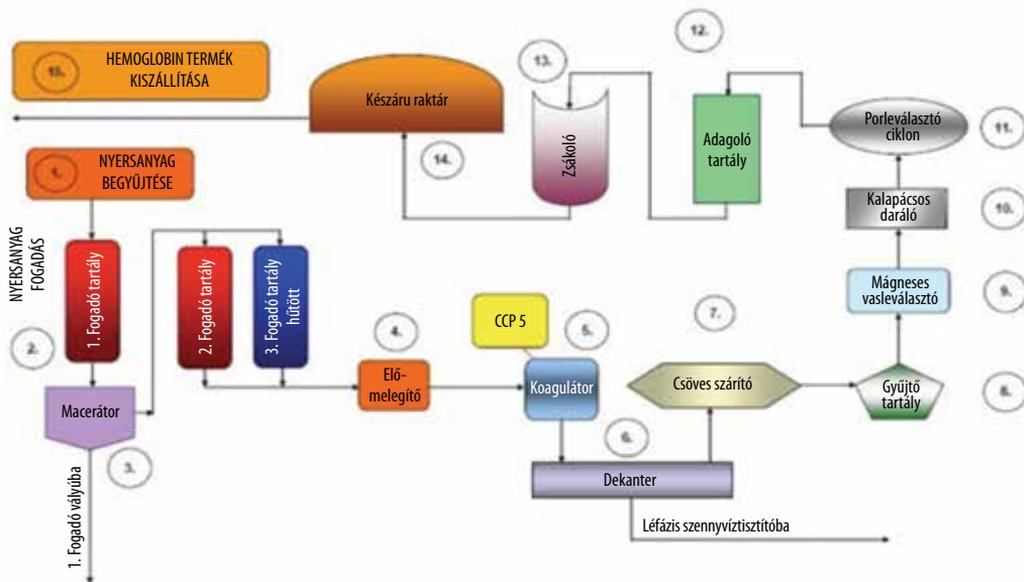 15.
HEMOGLOBIN TERMÉK
KISZÁLLÍTÁSA
Készáru raktár
13.
12.
Zsákoló
Adagoló
tartály
Porleválasztó
ciklon
11.
14.
1.
NYERSANYAG
BEGYŰJTÉSE
Kalapácsos
daráló
10.
NYERSANYAG
FOGADÁS
1. Fogadó tartály
2. Fogadó tartály
3. Fogadó tartály
hűtött
Mágneses
vasleválasztó
9.
2.
CCP 5
4.
5.
7.
Macerátor
Elő-
melegítő
Koagulátor
Csöves szárító
Gyűjtő
tartály
8.
3.
6.
Dekanter
1. Fogadó vályúba
Léfázis szennyvíztisztítóba